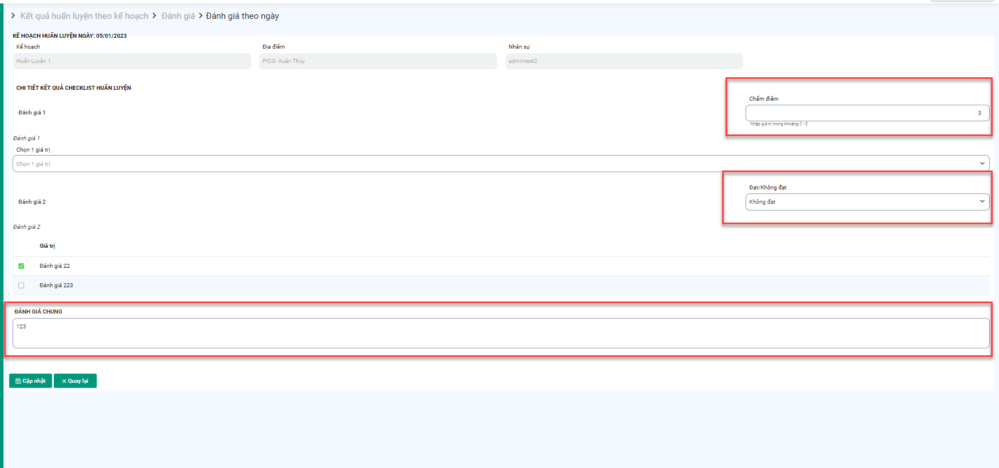 Kết quả huấn luyện theo kế hoạch > Đánh giá > Đánh giá theo ngày
KẾ HOẠCH HUẤN LUYỆN NGÀY: 05/01/2023
Kế hoạch Địa điểm Nhân sự
Huấn Luyện 1 PICO- Xuân Thủy admintest2
CHI TIẾT KẾT QUẢ CHECKLIST HUẤN LUYỆN
Chấm điểm
Đánh giá 1 3
Nhập giá trị trong khoảng 0 - 5
Đánh giá 1
Chọn 1 giá trị
Chọn 1 giá trị
Đạt/Không đạt
Đánh giá 2 Không đạt
Đánh giá 2
Giá trị
Đánh giá 22
Đánh giá 223
ĐÁNH GIÁ CHUNG
123
Cập nhật Quay lại